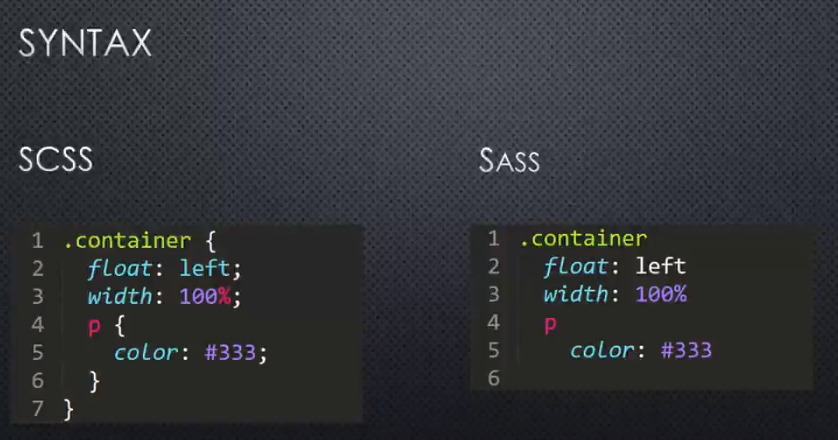 SYNTAX
SCSS
1 .container {
2   float: left;
3   width: 100%;
4   p {
5     color: #333;
6   }
7 }
SASS
1 .container
2   float: left
3   width: 100%
4   p
5     color: #333
6